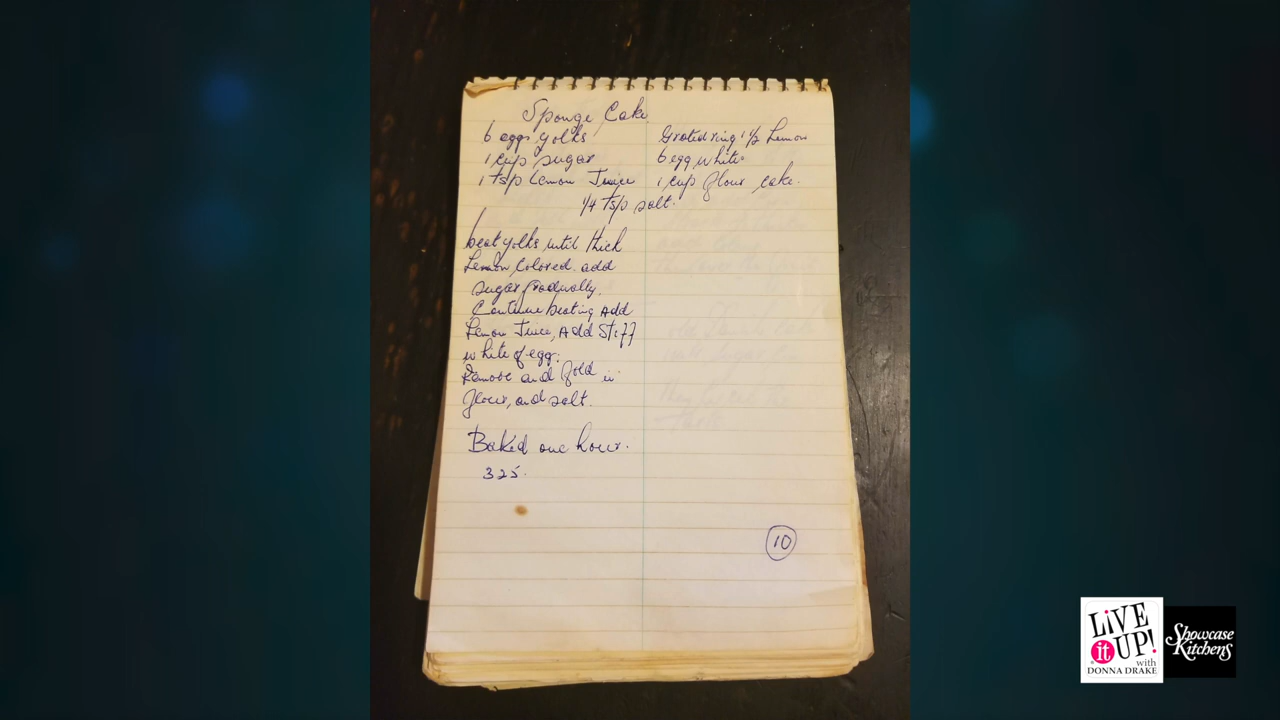 Sponge Cake
6 eggs yolks
1 cup sugar
1 tsp Lemon Juice
Grated ring 1/2 Lemon
6 egg whites
1 cup flour cake.
1/4 tsp salt.
beat yolks until thick
Lemon Colored. add
sugar gradually.
Continue beating Add
Lemon Juice, Add Stiff
white of egg.
Remove and fold in
flour, and salt.
Baked one hour.
325.
10
LiVE
it UP!
with
DONNA DRAKE
Showcase
Kitchens